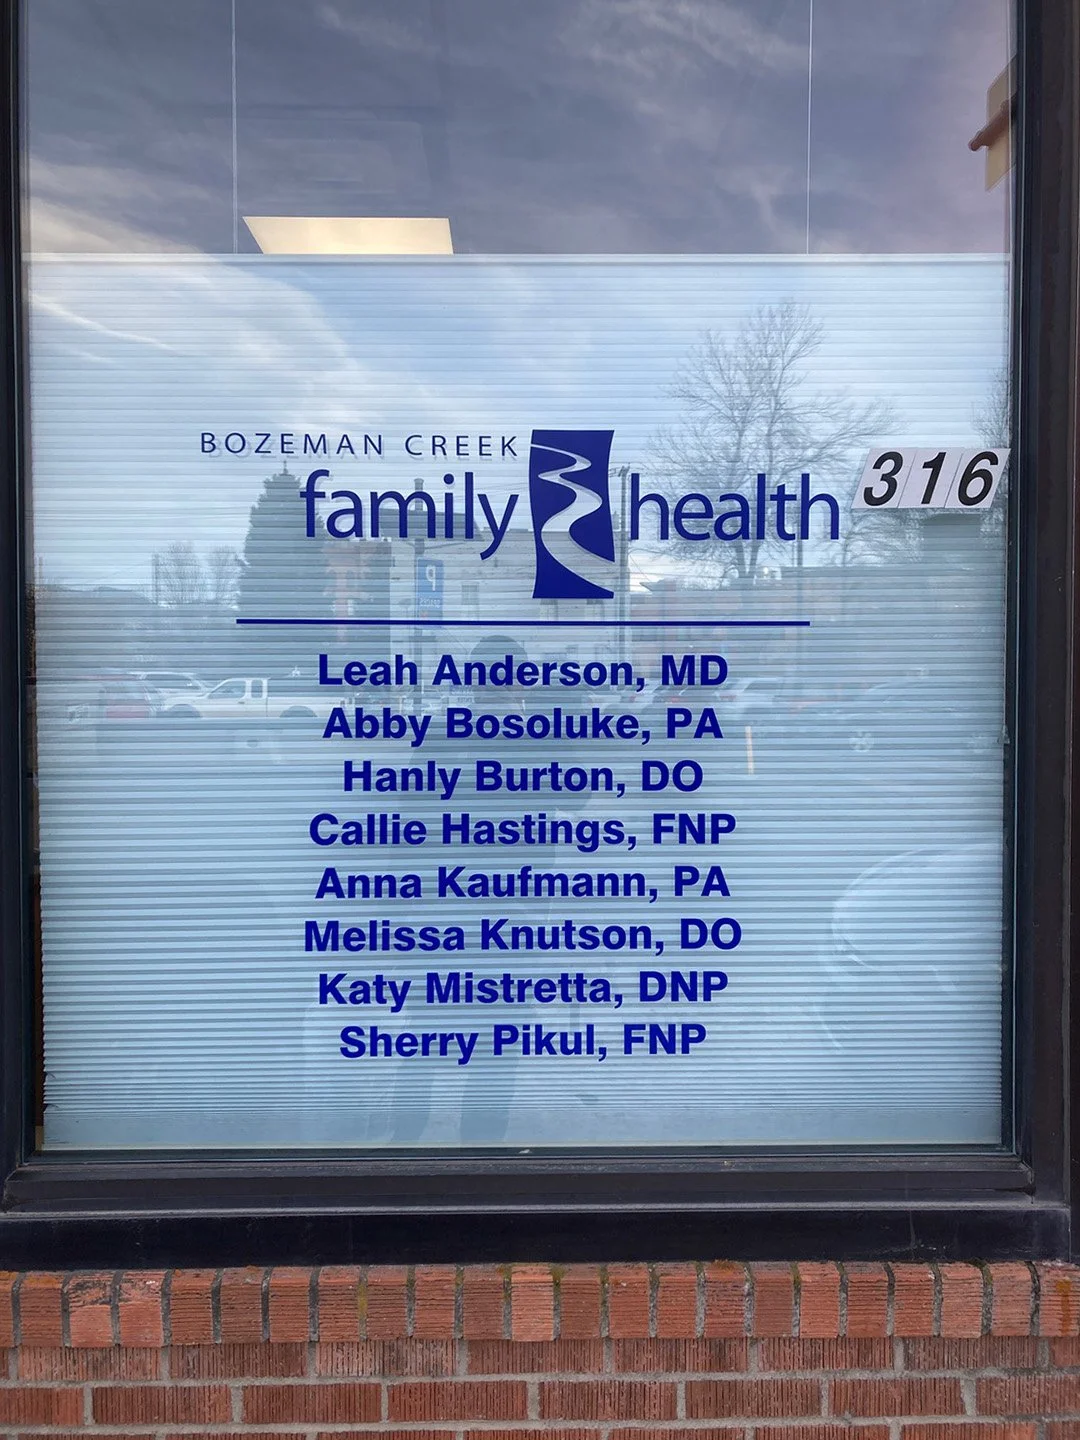 BOZEMAN CREEK
family health
316
Leah Anderson, MD
Abby Bosoluke, PA
Hanly Burton, DO
Callie Hastings, FNP
Anna Kaufmann, PA
Melissa Knutson, DO
Katy Mistretta, DNP
Sherry Pikul, FNP
P